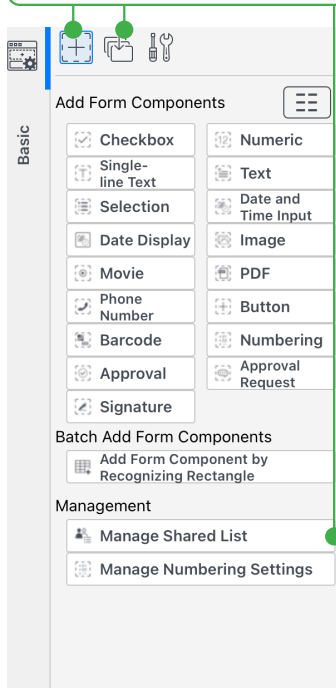 Basic
Add Form Components
Checkbox
Numeric
Single-
line Text
Text
Selection
Date and
Time Input
Date Display
Image
Movie
PDF
Phone
Number
Button
Barcode
Numbering
Approval
Approval
Request
Signature
Batch Add Form Components
Add Form Component by
Recognizing Rectangle
Management
Manage Shared List
Manage Numbering Settings